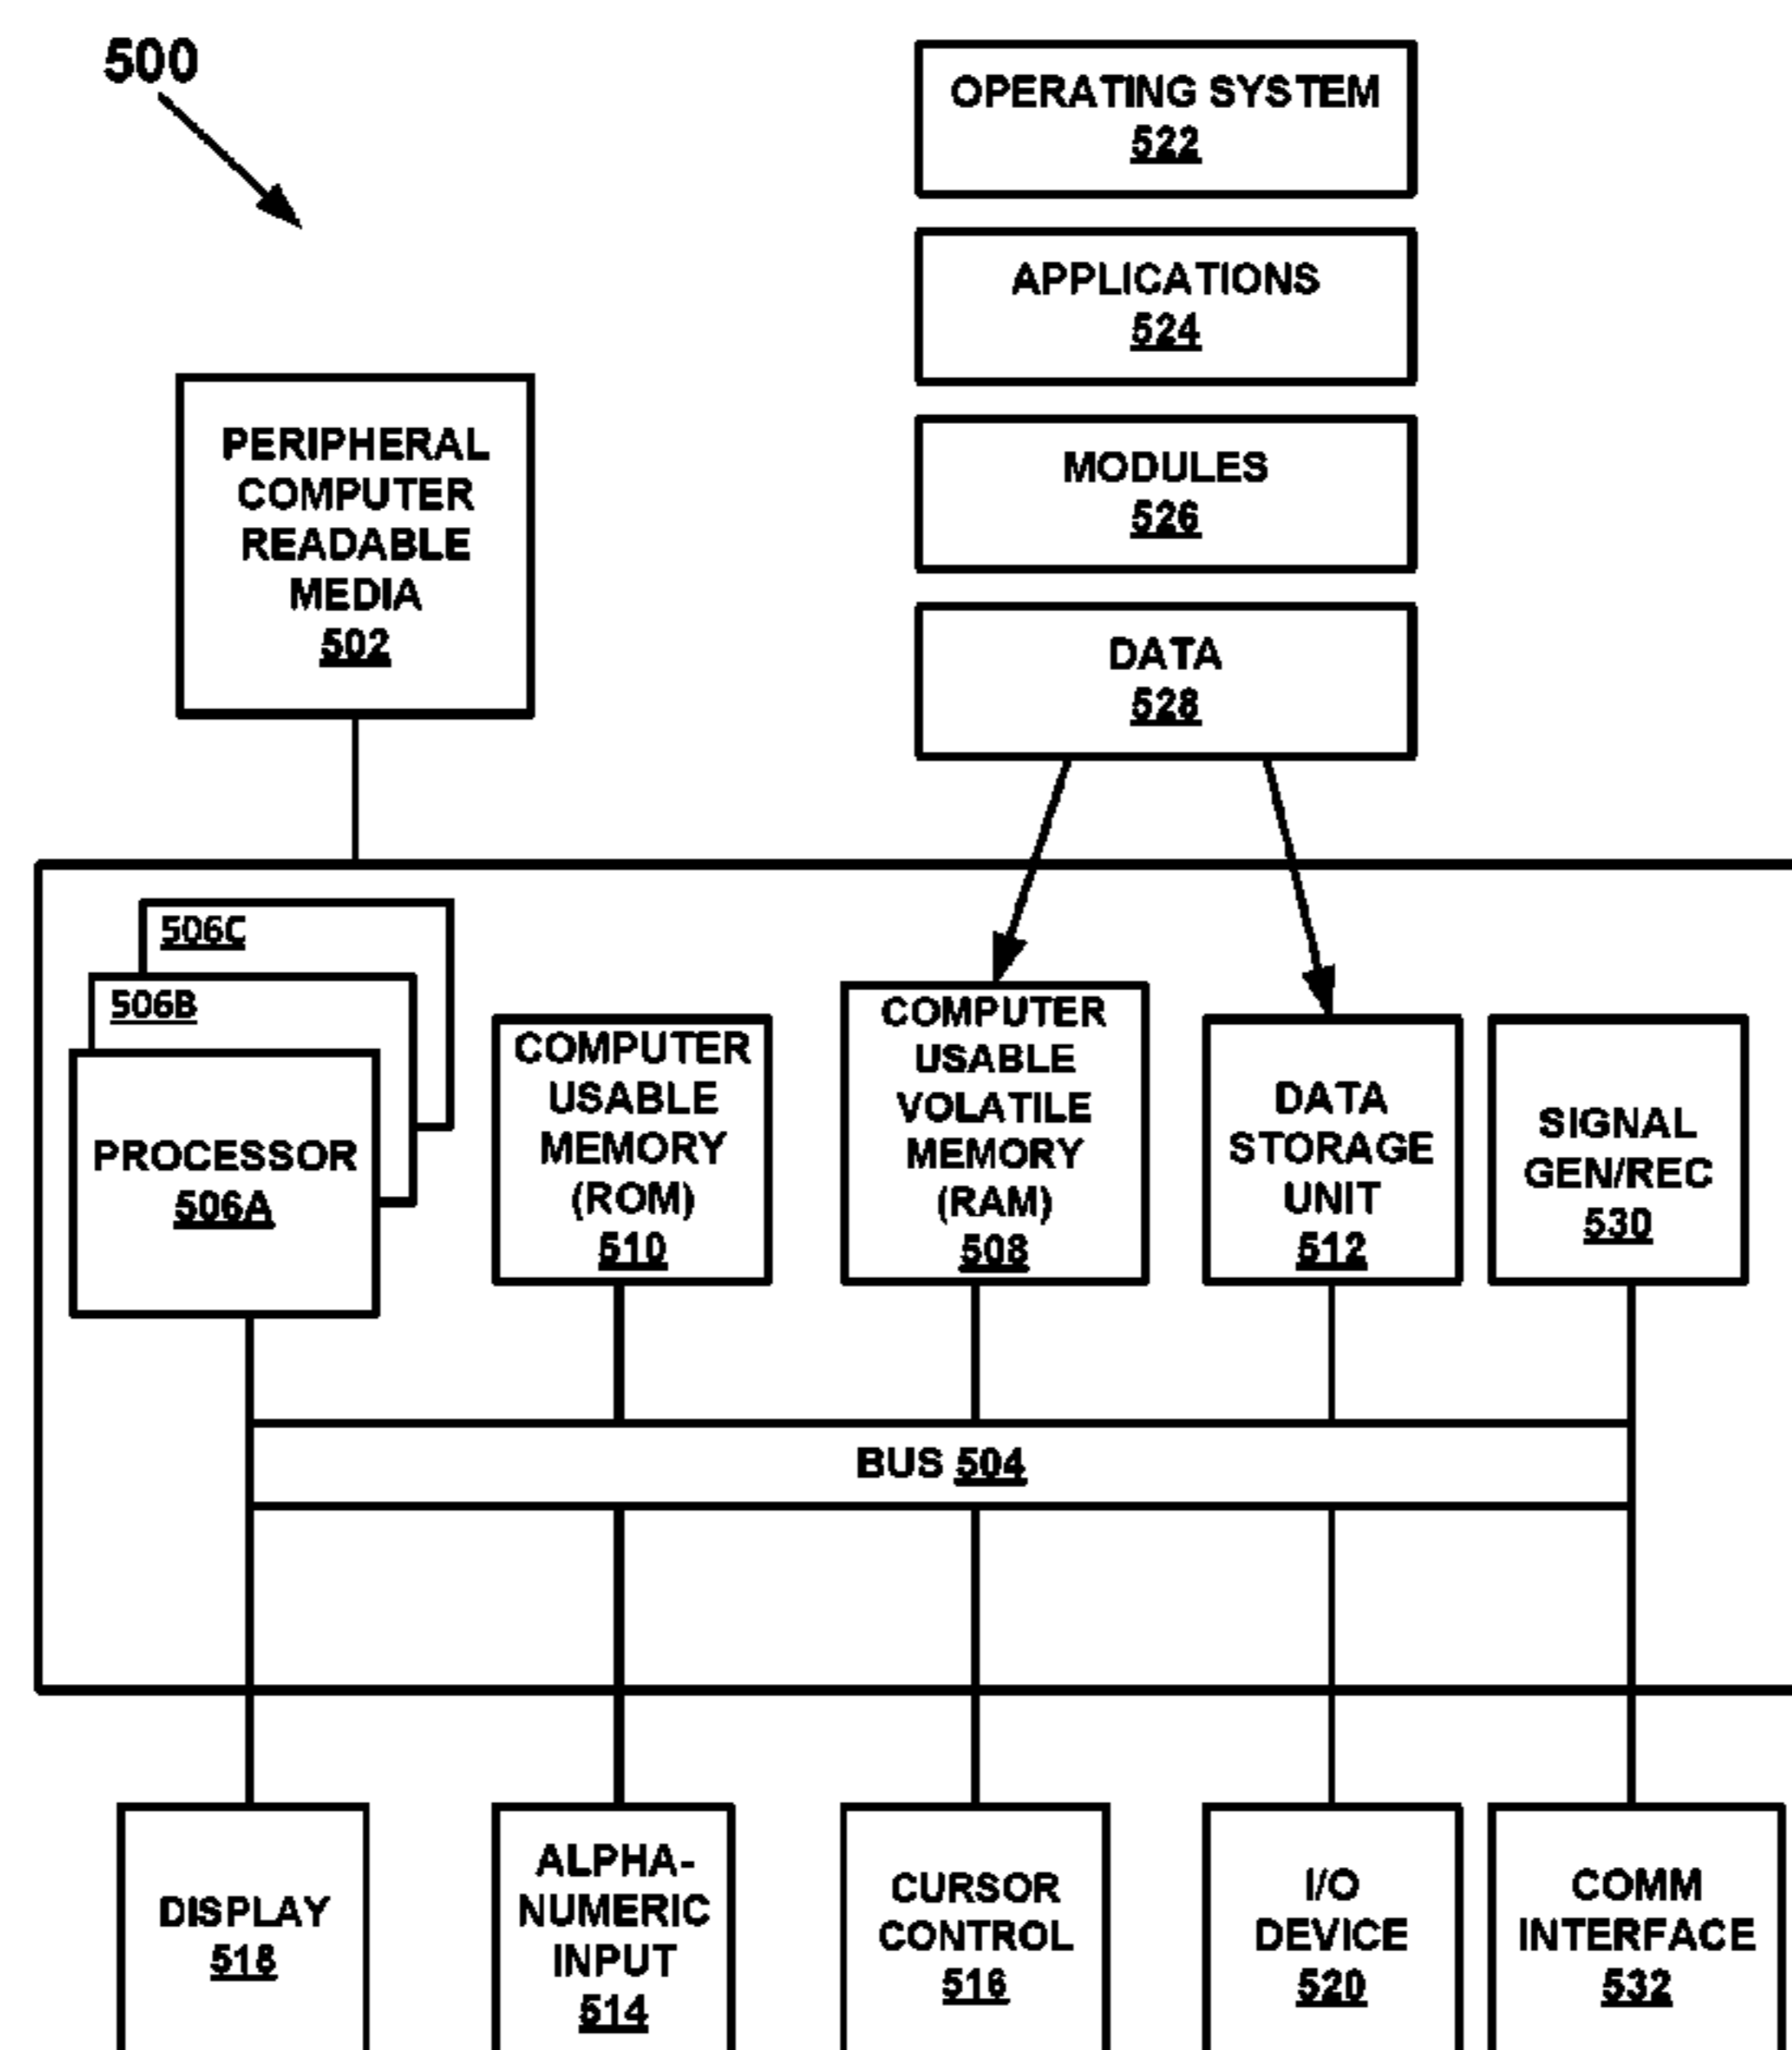 500
OPERATING SYSTEM
522
APPLICATIONS
524
MODULES
526
DATA
528
PERIPHERAL
COMPUTER
READABLE
MEDIA
502
506C
506B
PROCESSOR
506A
COMPUTER
USABLE
MEMORY
(ROM)
510
COMPUTER
USABLE
VOLATILE
MEMORY
(RAM)
508
DATA
STORAGE
UNIT
512
SIGNAL
GEN/REC
530
BUS 504
DISPLAY
518
ALPHA-
NUMERIC
INPUT
514
CURSOR
CONTROL
516
I/O
DEVICE
520
COMM
INTERFACE
532